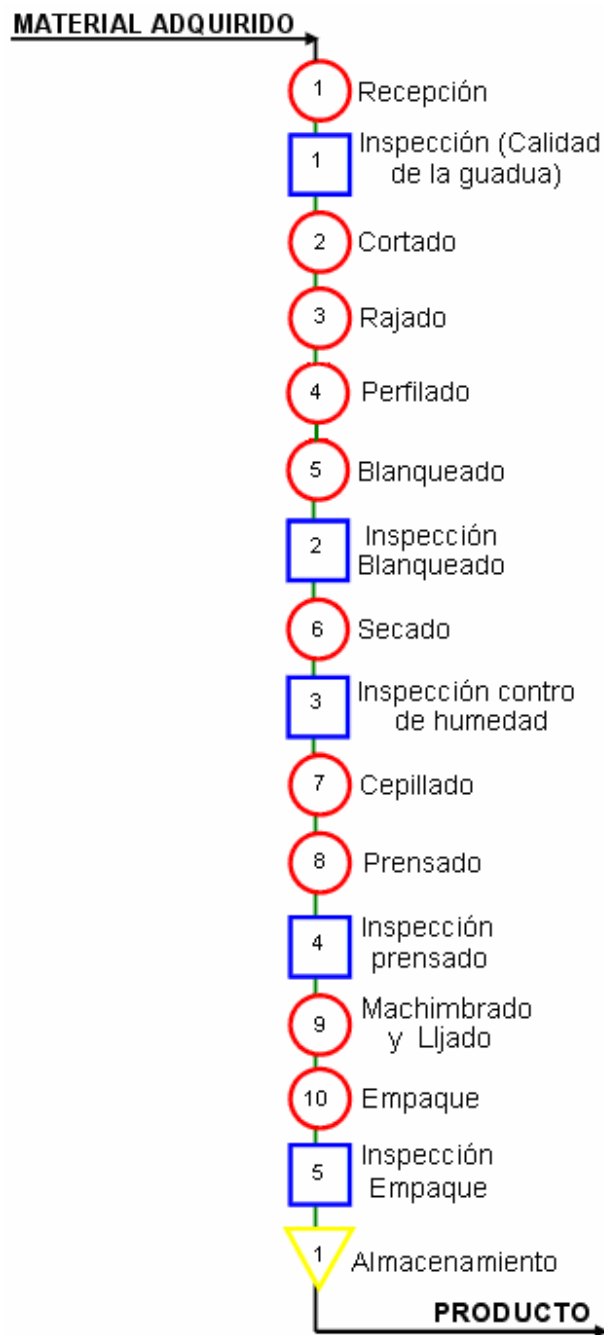 MATERIAL ADQUIRIDO
1 Recepción
1 Inspección (Calidad
de la guadua)
2 Cortado
3 Rajado
4 Perfilado
5 Blanqueado
2 Inspección
Blanqueado
6 Secado
3 Inspección contro
de humedad
7 Cepillado
8 Prensado
4 Inspección
prensado
9 Machimbrado
y LIjado
10 Empaque
5 Inspección
Empaque
1 Almacenamiento
PRODUCTO